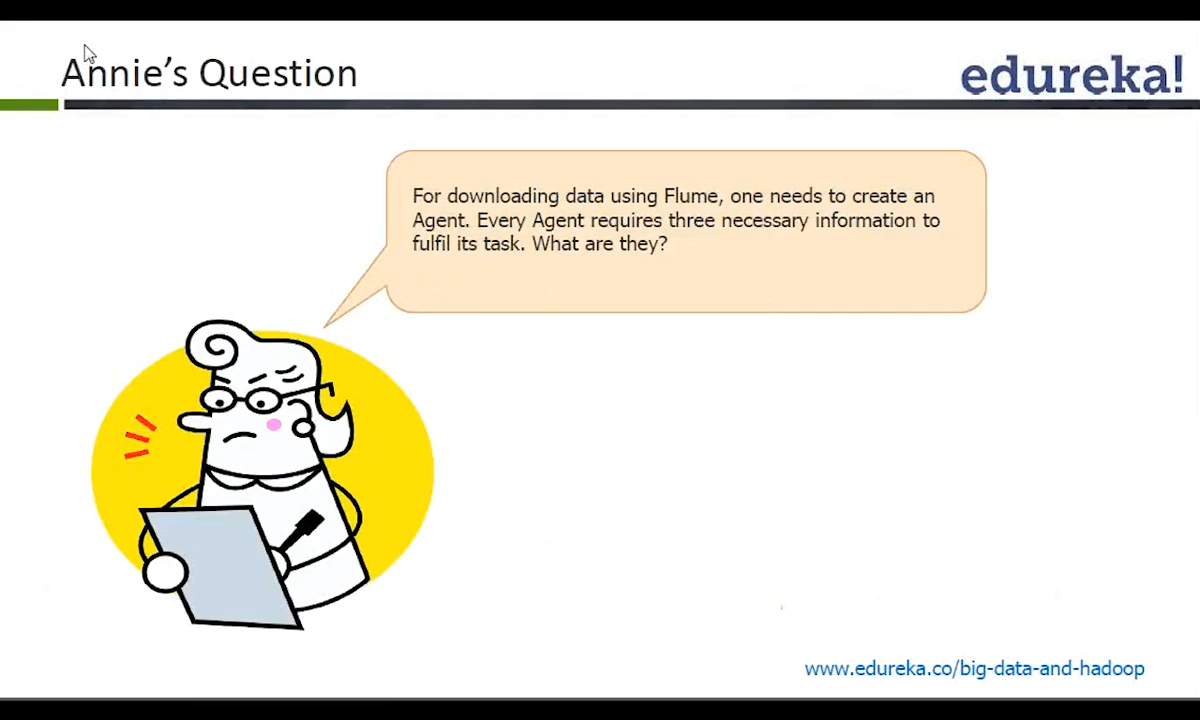 Annie's Question
edureka!
For downloading data using Flume, one needs to create an
Agent. Every Agent requires three necessary information to
fulfil its task. What are they?
www.edureka.co/big-data-and-hadoop